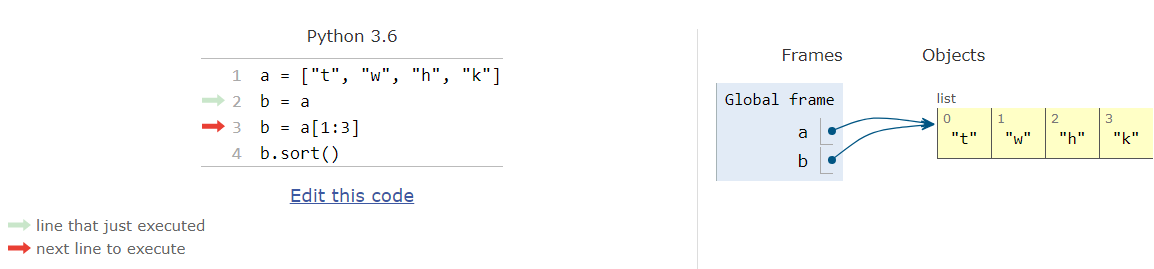 Python 3.6
1 a = ["t", "w", "h", "k"]
2 b = a
3 b = a[1:3]
4 b.sort()
Edit this code
line that just executed
next line to execute
Frames Objects
Global frame
a
b
list
0 1 2 3
"t" "w" "h" "k"